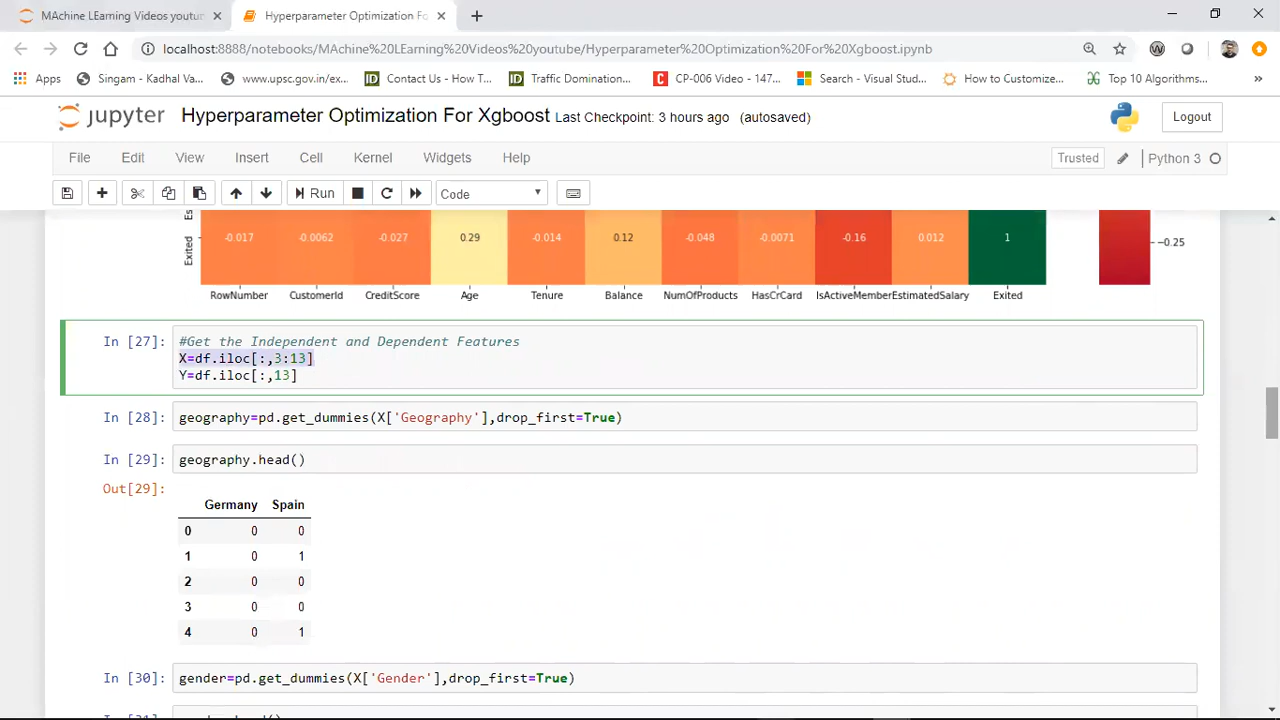 MAchine LEarning Videos youtu
Hyperparameter Optimization Fo
localhost:8888/notebooks/MAchine%20LEarning%20Videos%20youtube/Hyperparameter%20Optimization%20For%20Xgboost.ipynb
Apps
Singam - Kadhal Va...
www.upsc.gov.in/ex...
Contact Us - How T...
Traffic Domination...
CP-006 Video - 147...
Search - Visual Stud...
How to Customize...
Top 10 Algorithms...
jupyter Hyperparameter Optimization For Xgboost Last Checkpoint: 3 hours ago (autosaved)
Logout
File Edit View Insert Cell Kernel Widgets Help
Trusted
Python 3
Run
Code
Exited
-0.017 -0.0062 -0.027 0.29 -0.014 0.12 -0.048 -0.0071 -0.16 0.012 1
−0.25
RowNumber CustomerId CreditScore Age Tenure Balance NumOfProducts HasCrCard IsActiveMember EstimatedSalary Exited
In [27]:
#Get the Independent and Dependent Features
X=df.iloc[:,3:13]
Y=df.iloc[:,13]
In [28]: geography=pd.get_dummies(X['Geography'],drop_first=True)
In [29]: geography.head()
Out[29]:
Germany Spain
0 0 0
1 0 1
2 0 0
3 0 0
4 0 1
In [30]: gender=pd.get_dummies(X['Gender'],drop_first=True)